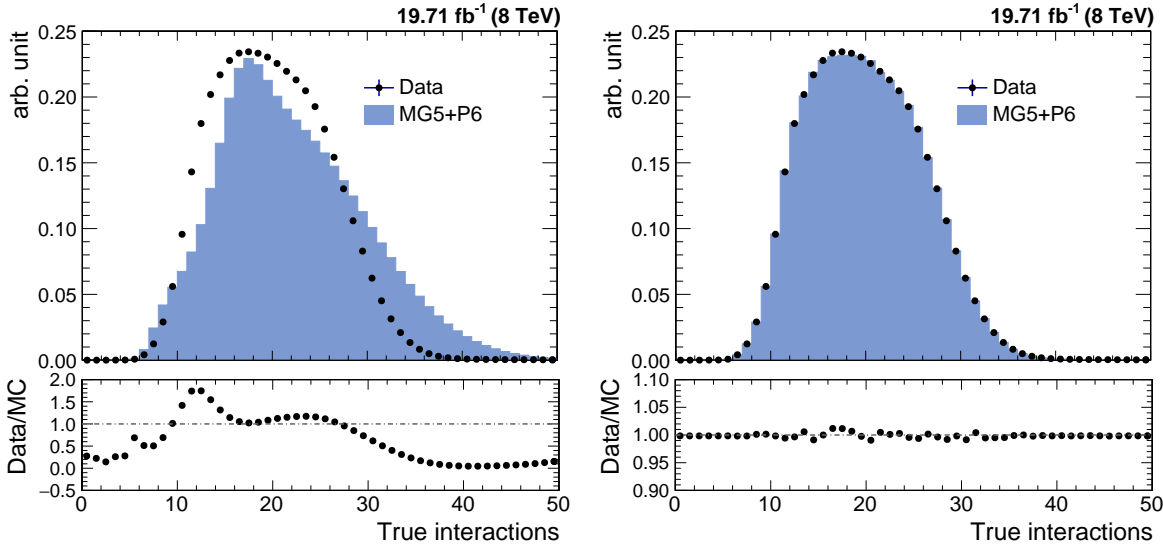 19.71 fb⁻¹ (8 TeV)
arb. unit
0.25
0.20
0.15
0.10
0.05
0.00
Data
MG5+P6
Data/MC
2.0
1.5
1.0
0.5
0.0
−0.5
0 10 20 30 40 50
True interactions
19.71 fb⁻¹ (8 TeV)
arb. unit
0.25
0.20
0.15
0.10
0.05
0.00
Data
MG5+P6
Data/MC
1.10
1.05
1.00
0.95
0.90
0 10 20 30 40 50
True interactions